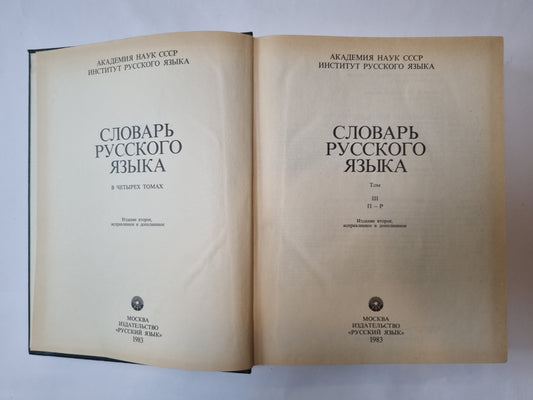 АКАДЕМИЯ НАУК СССР
ИНСТИТУТ РУССКОГО ЯЗЫКА
СЛОВАРЬ
РУССКОГО
ЯЗЫКА
В ЧЕТЫРЕХ ТОМАХ
Издание второе,
исправленное и дополненное
МОСКВА
ИЗДАТЕЛЬСТВО
«РУССКИЙ ЯЗЫК»
1983
АКАДЕМИЯ НАУК СССР
ИНСТИТУТ РУССКОГО ЯЗЫКА
СЛОВАРЬ
РУССКОГО
ЯЗЫКА
Том
III
П – Р
Издание второе,
исправленное и дополненное
МОСКВА
ИЗДАТЕЛЬСТВО
«РУССКИЙ ЯЗЫК»
1983